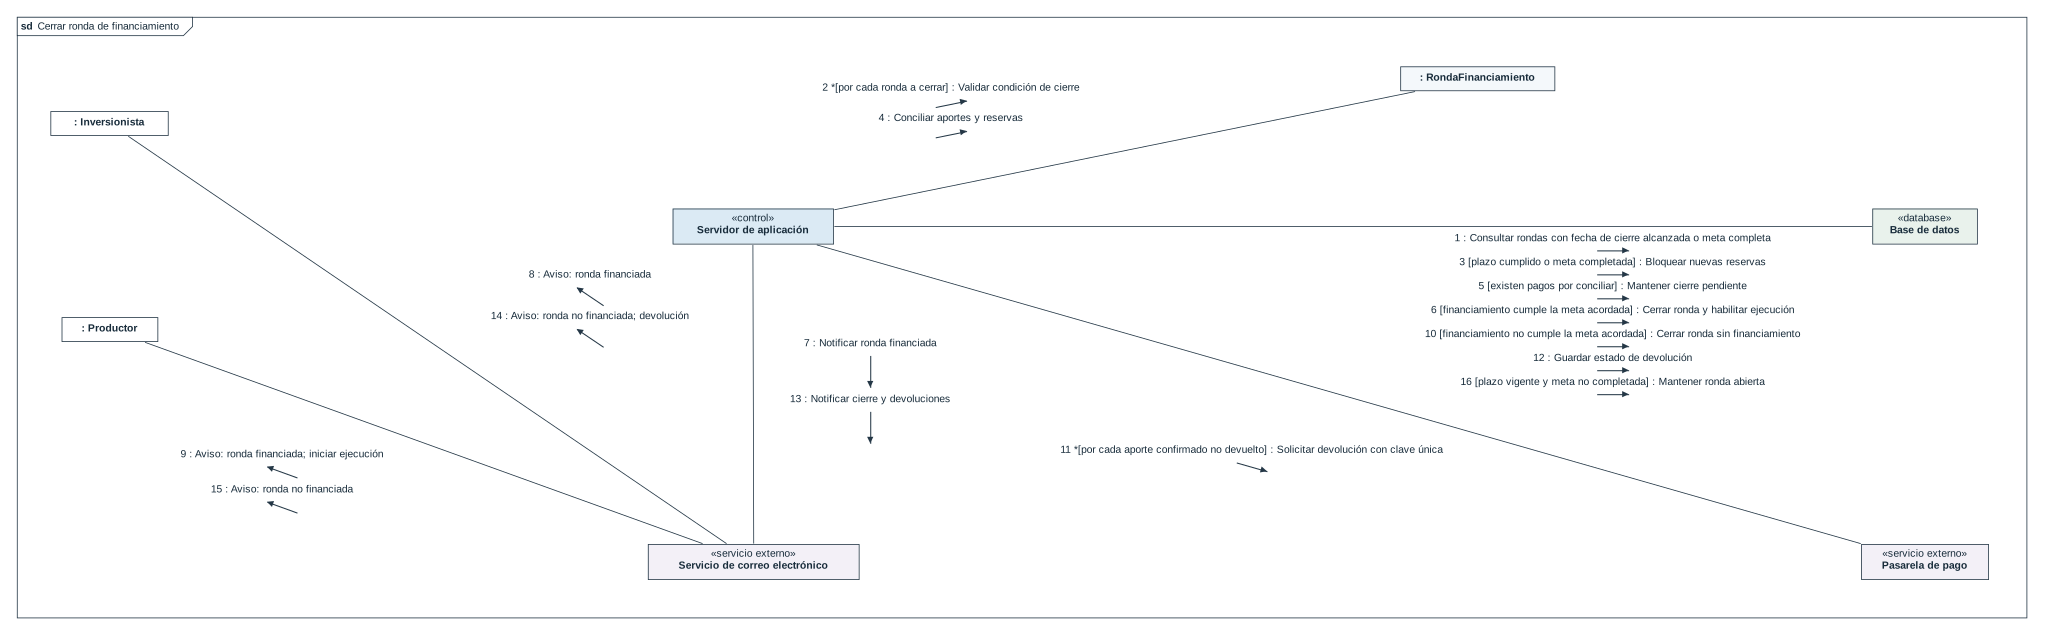 sd Cerrar ronda de financiamiento
: RondaFinanciamiento
2 *[por cada ronda a cerrar] : Validar condición de cierre
4 : Conciliar aportes y reservas
: Inversionista
«control»
Servidor de aplicación
«database»
Base de datos
1 : Consultar rondas con fecha de cierre alcanzada o meta completa
3 [plazo cumplido o meta completada] : Bloquear nuevas reservas
5 [existen pagos por conciliar] : Mantener cierre pendiente
6 [financiamiento cumple la meta acordada] : Cerrar ronda y habilitar ejecución
10 [financiamiento no cumple la meta acordada] : Cerrar ronda sin financiamiento
12 : Guardar estado de devolución
16 [plazo vigente y meta no completada] : Mantener ronda abierta
8 : Aviso: ronda financiada
14 : Aviso: ronda no financiada; devolución
: Productor
7 : Notificar ronda financiada
13 : Notificar cierre y devoluciones
11 *[por cada aporte confirmado no devuelto] : Solicitar devolución con clave única
9 : Aviso: ronda financiada; iniciar ejecución
15 : Aviso: ronda no financiada
«servicio externo»
Servicio de correo electrónico
«servicio externo»
Pasarela de pago